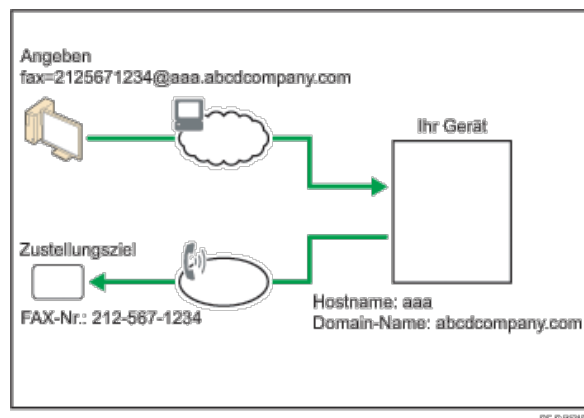 Angeben
fax=2125671234@aaa.abcdcompany.com
Ihr Gerät
Zustellungsziel
FAX-Nr.: 212-567-1234
Hostname: aaa
Domain-Name: abcdcompany.com